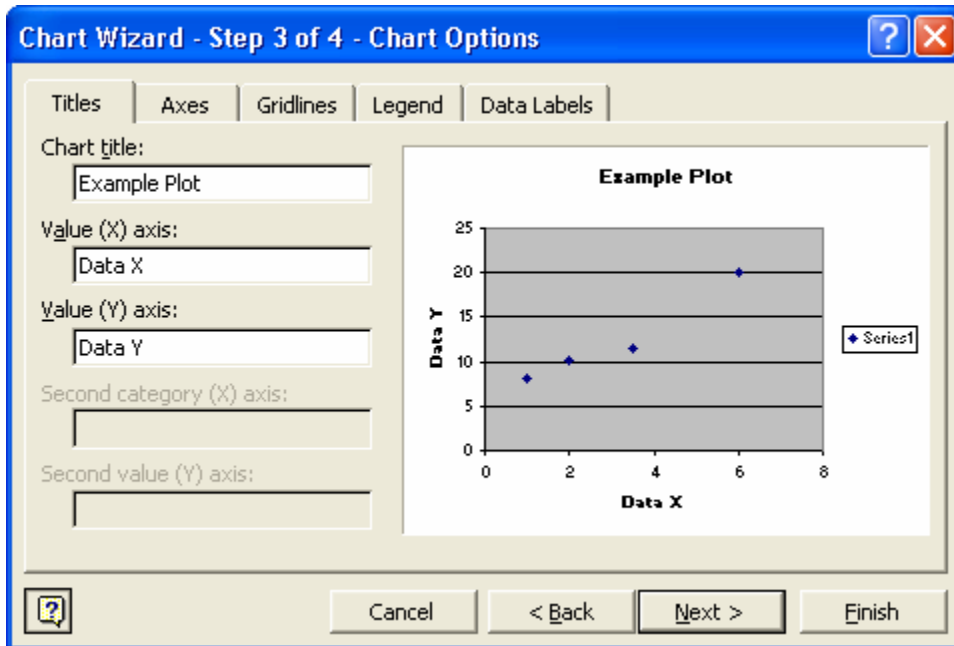 Chart Wizard - Step 3 of 4 - Chart Options
Titles Axes Gridlines Legend Data Labels
Chart title:
Example Plot
Value (X) axis:
Data X
Value (Y) axis:
Data Y
Second category (X) axis:
Second value (Y) axis:
Example Plot
25
20
15
10
5
0
Data Y
0 2 4 6 8
Data X
Series1
Cancel < Back Next > Finish